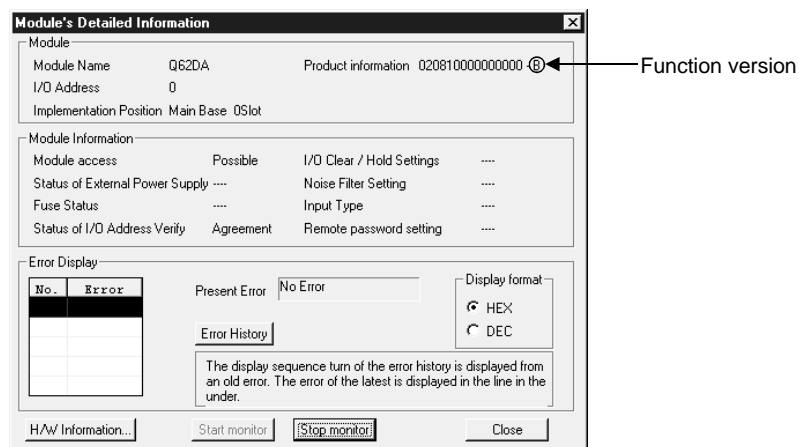 Module's Detailed Information
Module
Module Name Q62DA Product information 020810000000000 -B
Function version
I/O Address 0
Implementation Position Main Base 0Slot
Module Information
Module access Possible I/O Clear / Hold Settings ----
Status of External Power Supply ---- Noise Filter Setting ----
Fuse Status ---- Input Type ----
Status of I/O Address Verify Agreement Remote password setting ----
Error Display
No. Error
Present Error No Error
Display format
HEX
DEC
Error History
The display sequence turn of the error history is displayed from
an old error. The error of the latest is displayed in the line in the
under.
H/W Information... Start monitor Stop monitor Close